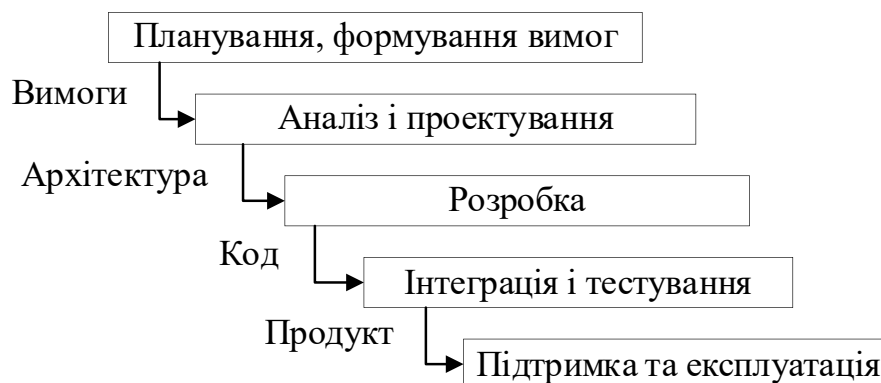 Планування, формування вимог
Вимоги
Аналіз і проектування
Архітектура
Розробка
Код
Інтеграція і тестування
Продукт
Підтримка та експлуатація